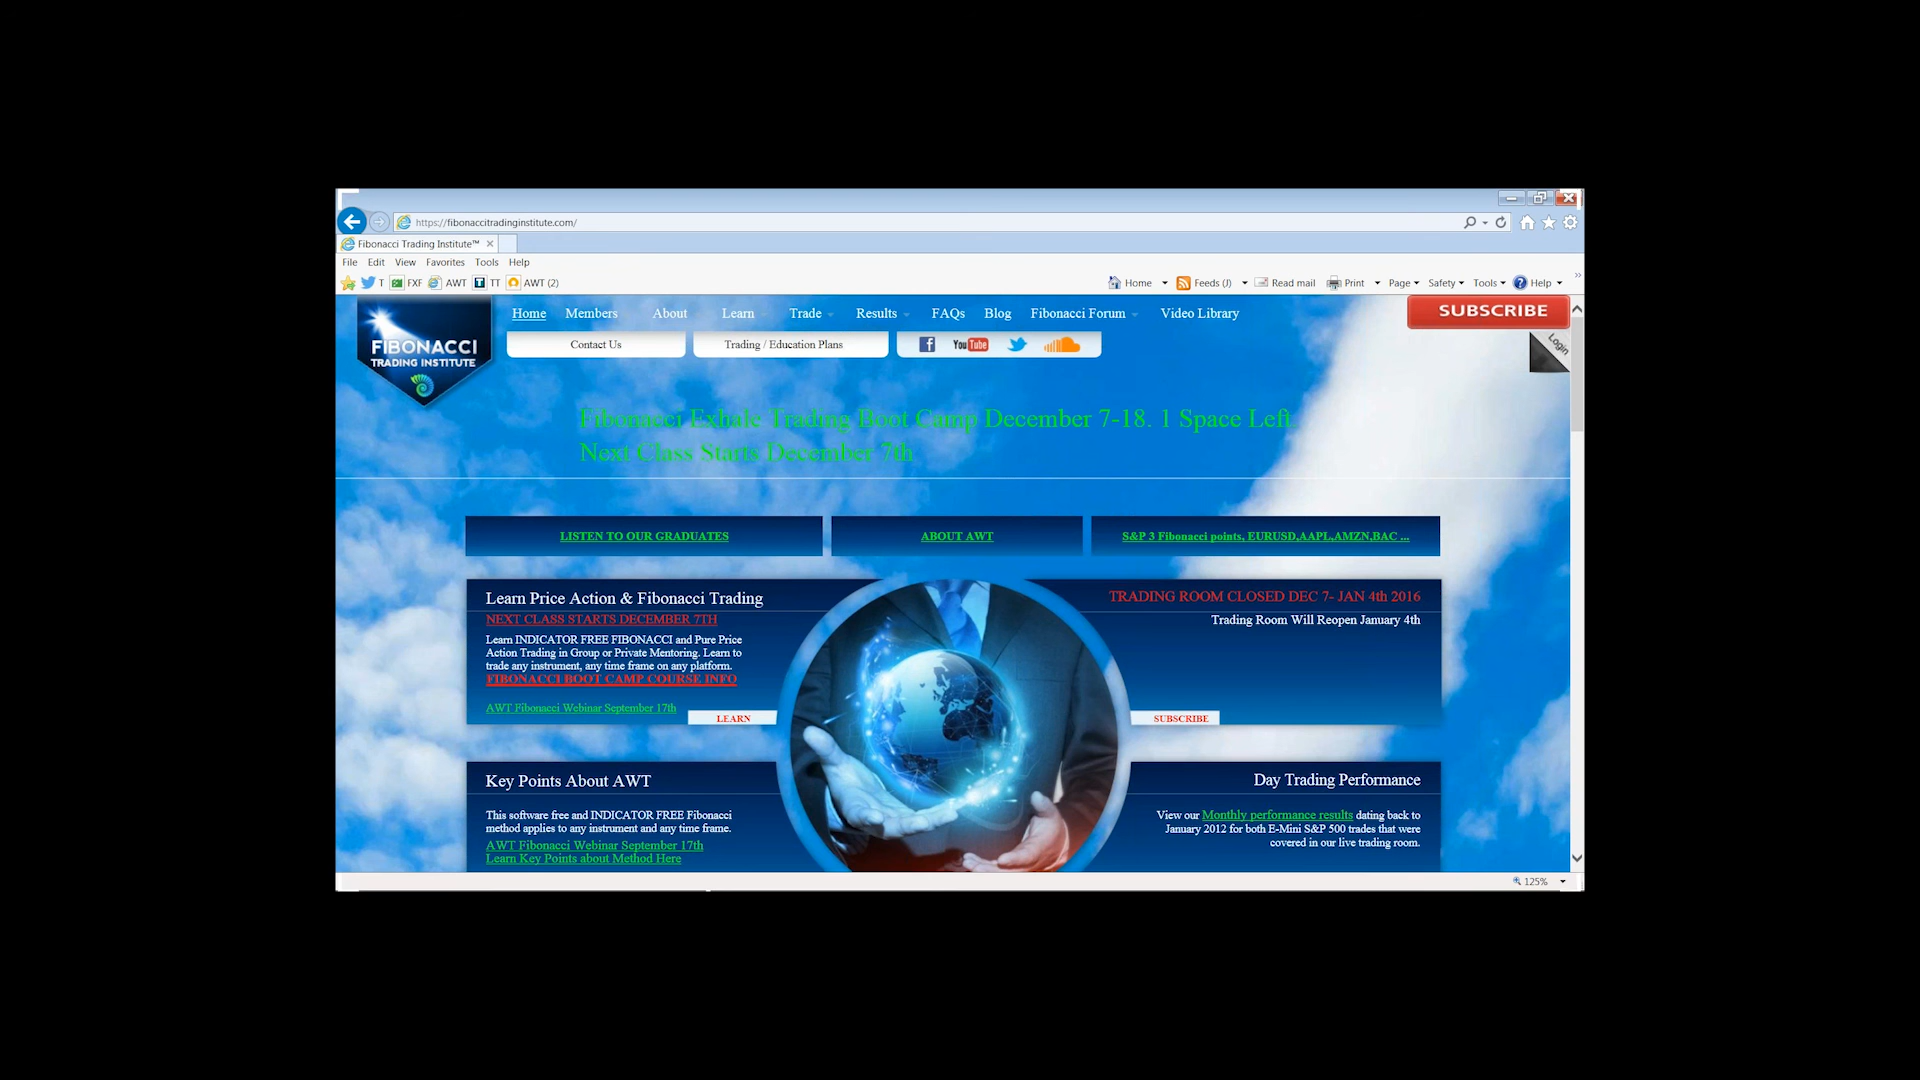 https://fibonaccitradinginstitute.com/
Fibonacci Trading Institute™
File Edit View Favorites Tools Help
T FXF AWT TT AWT (2) Home Feeds (J) Read mail Print Page Safety Tools Help
FIBONACCI
TRADING INSTITUTE
Home Members About Learn Trade Results FAQs Blog Fibonacci Forum Video Library
SUBSCRIBE
Login
Contact Us Trading / Education Plans YouTube
Fibonacci Exhale Trading Boot Camp December 7-18. 1 Space Left.
Next Class Starts December 7th
LISTEN TO OUR GRADUATES ABOUT AWT S&P 3 Fibonacci points, EURUSD,AAPL,AMZN,BAC ...
Learn Price Action & Fibonacci Trading
NEXT CLASS STARTS DECEMBER 7TH
Learn INDICATOR FREE FIBONACCI and Pure Price
Action Trading in Group or Private Mentoring. Learn to
trade any instrument, any time frame on any platform.
FIBONACCI BOOT CAMP COURSE INFO
AWT Fibonacci Webinar September 17th
LEARN
TRADING ROOM CLOSED DEC 7- JAN 4th 2016
Trading Room Will Reopen January 4th
SUBSCRIBE
Key Points About AWT
This software free and INDICATOR FREE Fibonacci
method applies to any instrument and any time frame.
AWT Fibonacci Webinar September 17th
Learn Key Points about Method Here
Day Trading Performance
View our Monthly performance results dating back to
January 2012 for both E-Mini S&P 500 trades that were
covered in our live trading room.
125%